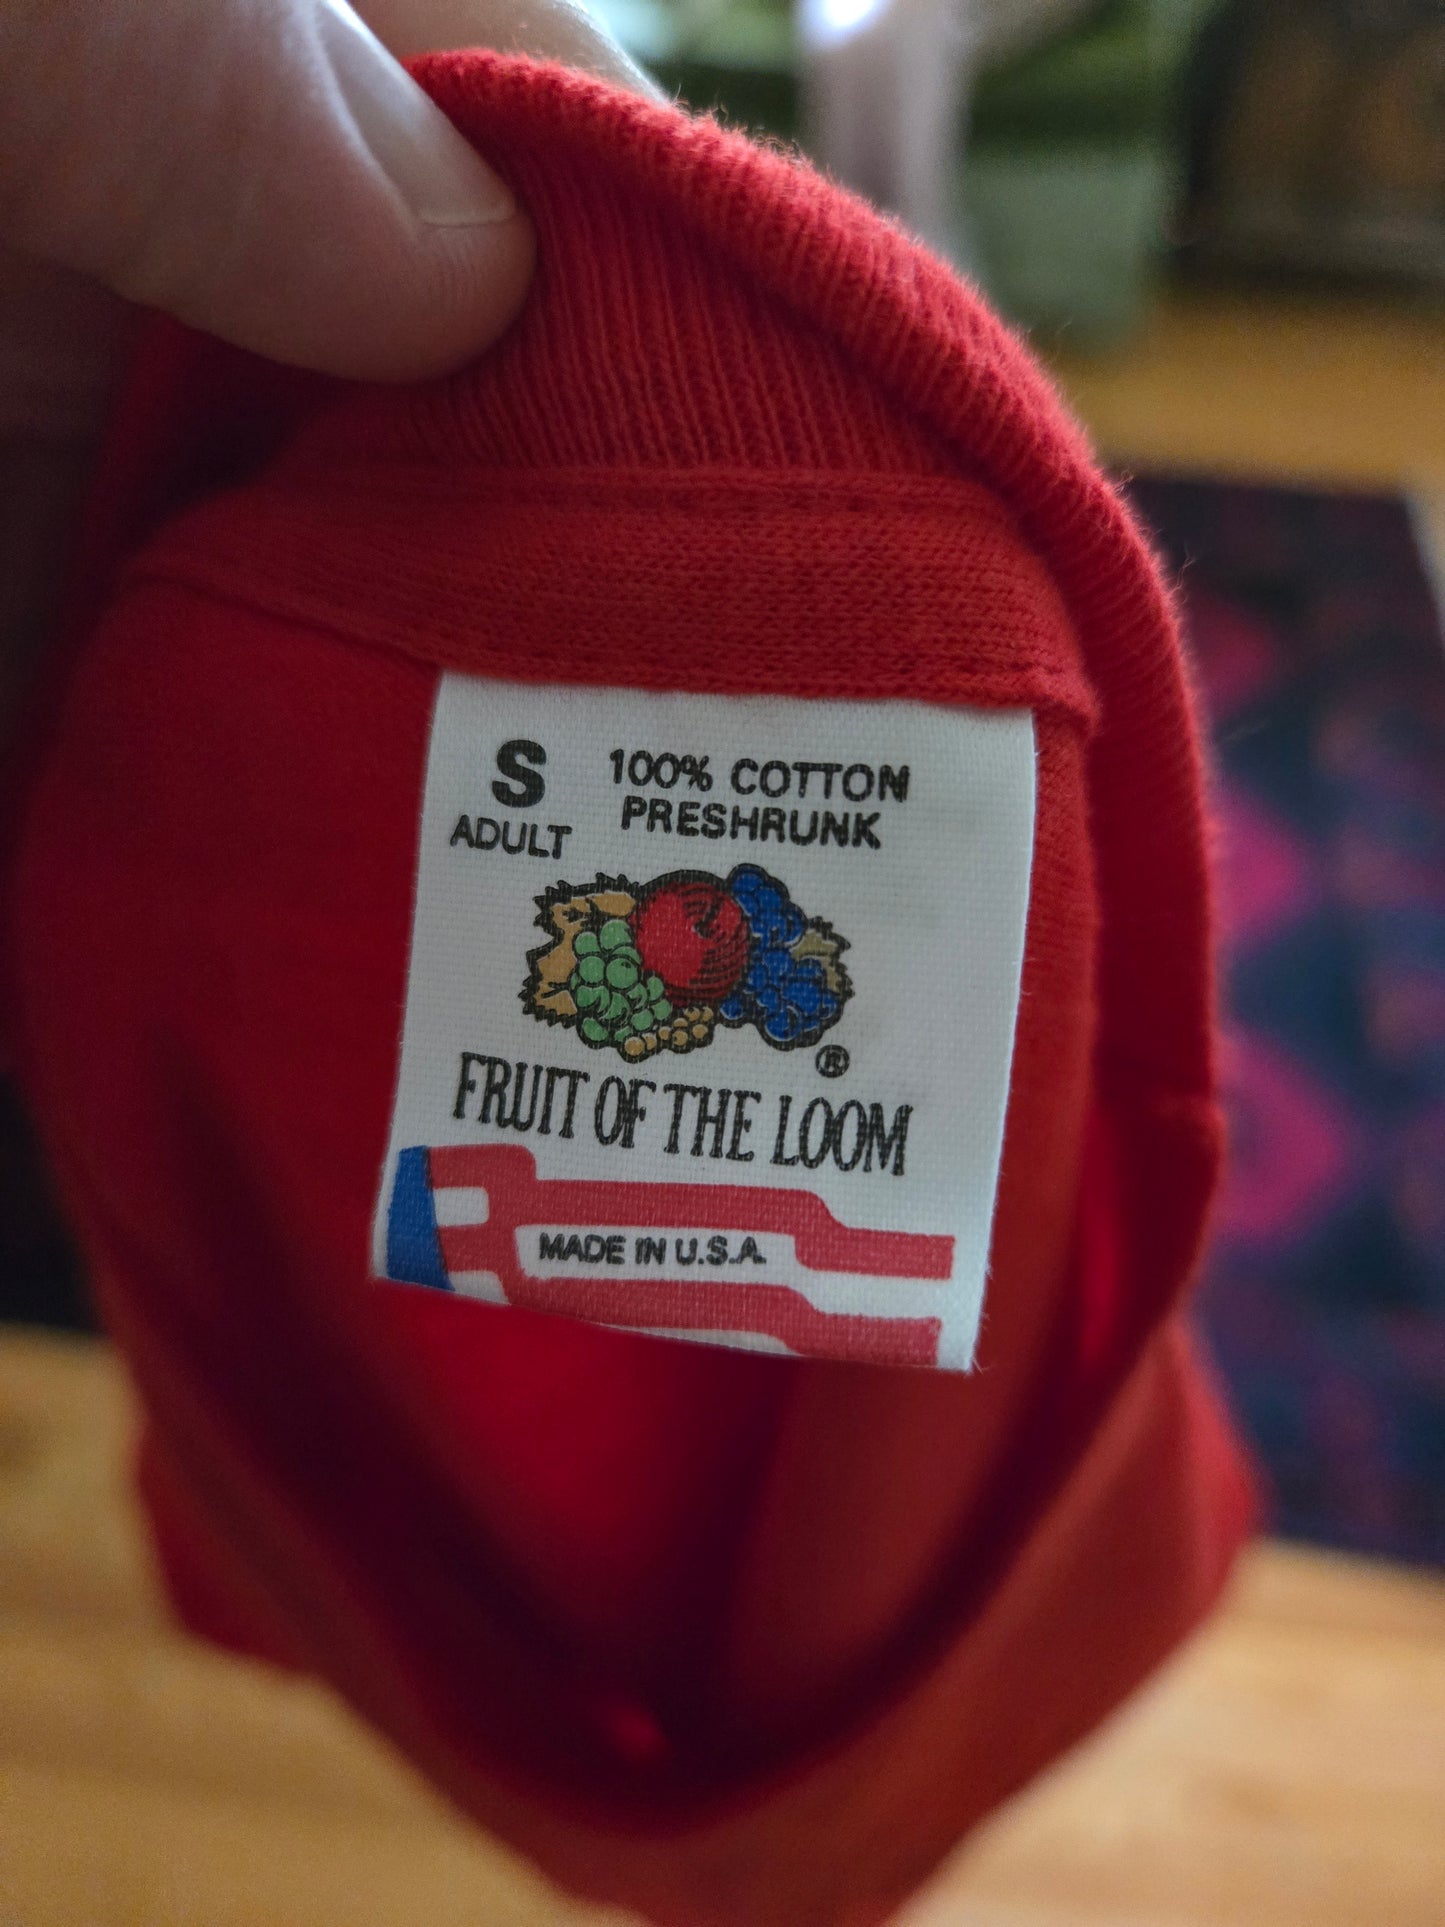 S
ADULT
100% COTTON
PRESHRUNK
®
FRUIT OF THE LOOM
MADE IN U.S.A.